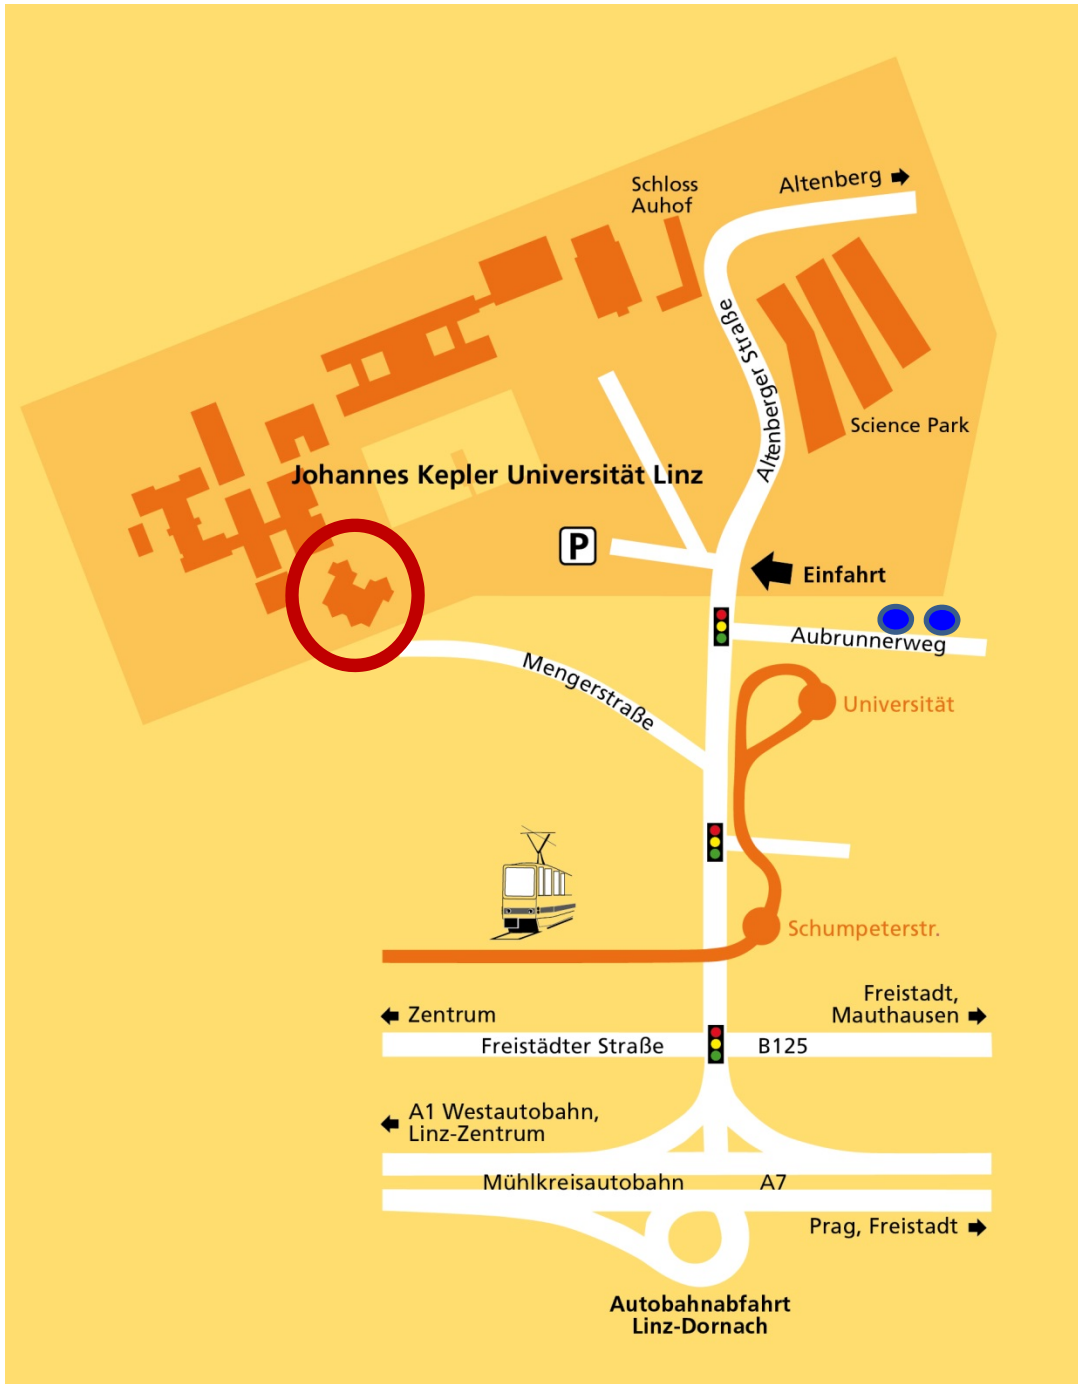 Schloss
Auhof
Altenberg
Altenberger Straße
Science Park
Johannes Kepler Universität Linz
P
Einfahrt
Aubrunnerweg
Mengerstraße
Universität
Schumpeterstr.
Zentrum
Freistadt,
Mauthausen
Freistädter Straße
B125
A1 Westautobahn,
Linz-Zentrum
Mühlkreisautobahn
A7
Prag, Freistadt
Autobahnabfahrt
Linz-Dornach